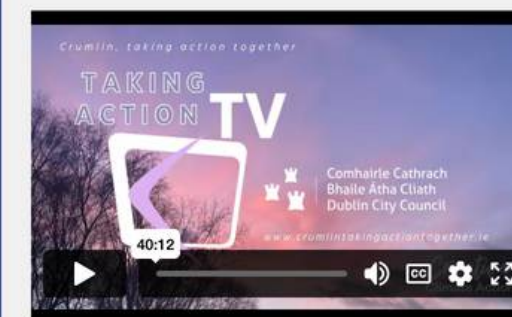 Crumlin, taking action together
TAKING
ACTION TV
Comhairle Cathrach
Bhaile Átha Cliath
Dublin City Council
www.crumlintakingactiontogether.ie
40:12
CC